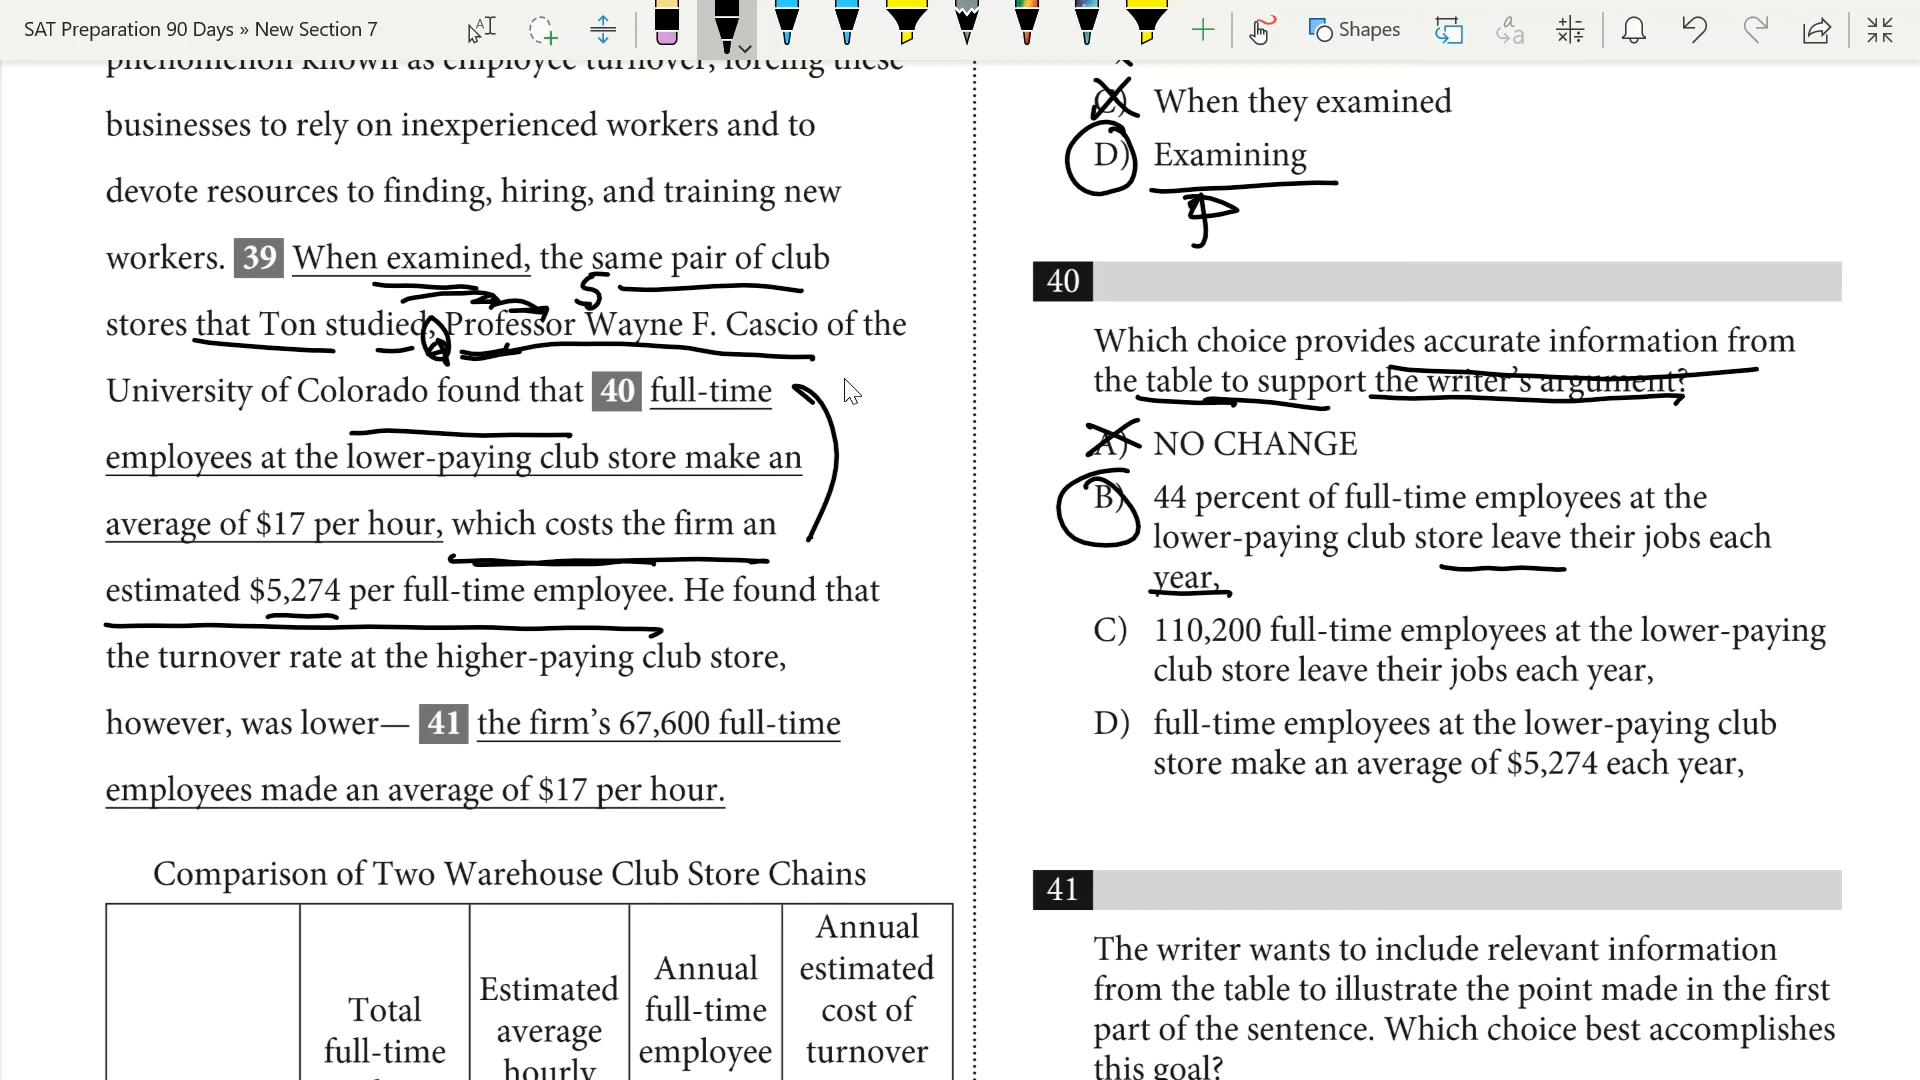 SAT Preparation 90 Days » New Section 7
Shapes
phenomenon known as employee turnover, forcing these
businesses to rely on inexperienced workers and to
devote resources to finding, hiring, and training new
workers. 39 When examined, the same pair of club
S
stores that Ton studied, Professor Wayne F. Cascio of the
University of Colorado found that 40 full-time
employees at the lower-paying club store make an
average of $17 per hour, which costs the firm an
estimated $5,274 per full-time employee. He found that
the turnover rate at the higher-paying club store,
however, was lower— 41 the firm’s 67,600 full-time
employees made an average of $17 per hour.
Comparison of Two Warehouse Club Store Chains
Total
full-time
Estimated
average
hourly
Annual
full-time
employee
Annual
estimated
cost of
turnover
C) When they examined
D) Examining
40
Which choice provides accurate information from
the table to support the writer’s argument?
A) NO CHANGE
B) 44 percent of full-time employees at the
lower-paying club store leave their jobs each
year,
C) 110,200 full-time employees at the lower-paying
club store leave their jobs each year,
D) full-time employees at the lower-paying club
store make an average of $5,274 each year,
41
The writer wants to include relevant information
from the table to illustrate the point made in the first
part of the sentence. Which choice best accomplishes
this goal?